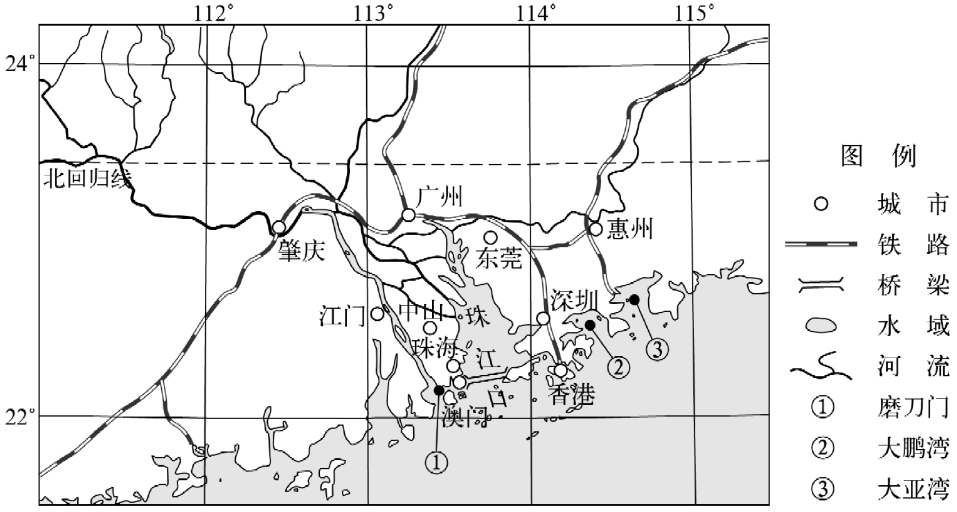 112° 113° 114° 115°
24°
北回归线
广州
肇庆
东莞
惠州
江门
中山
深圳
珠
珠海
江
口
香港
澳门
22°
①
②
③
图 例
城 市
铁 路
桥 梁
水 域
河 流
① 磨刀门
② 大鹏湾
③ 大亚湾